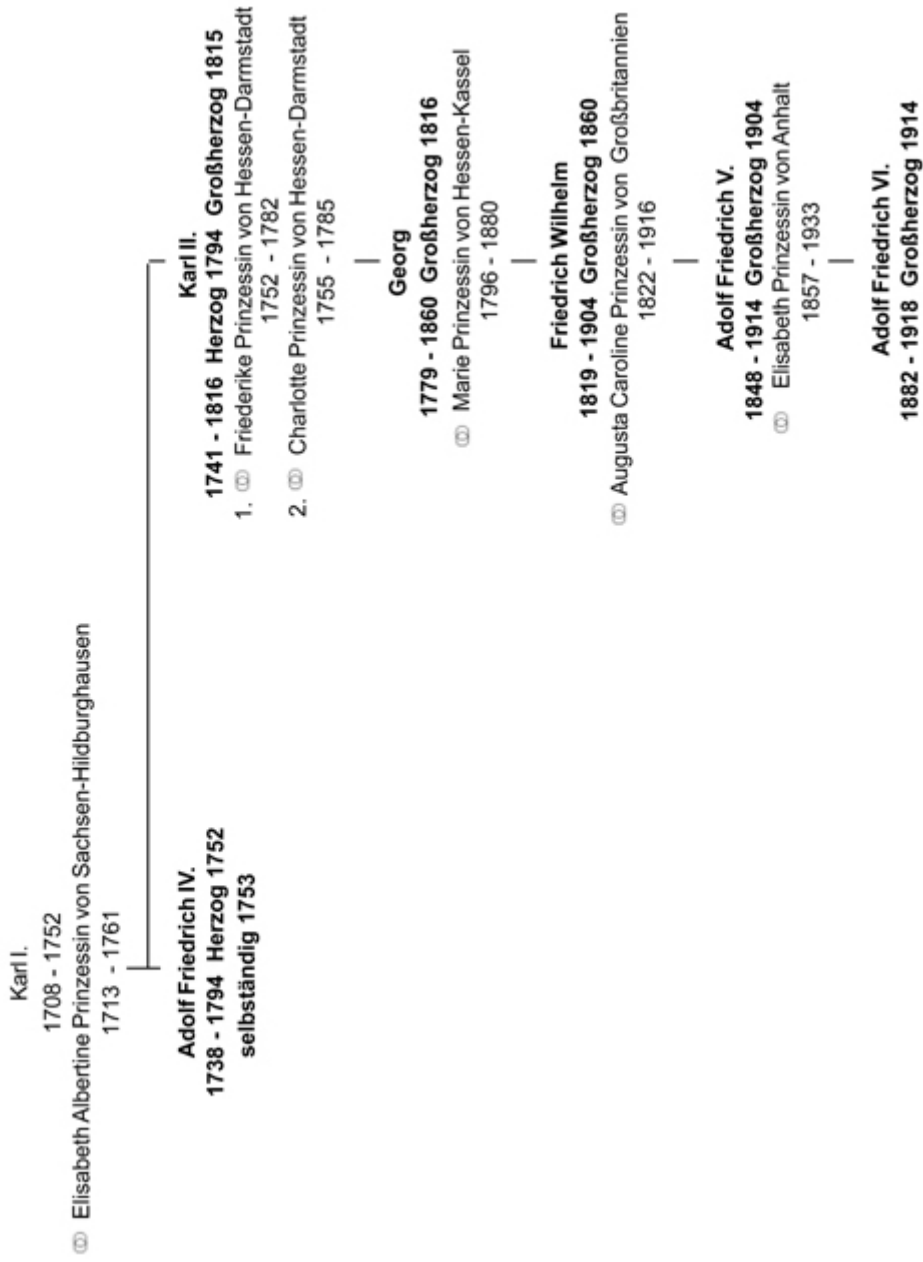 Karl I.
1708 - 1752
⚭ Elisabeth Albertine Prinzessin von Sachsen-Hildburghausen
1713 - 1761
Adolf Friedrich IV.
1738 - 1794 Herzog 1752
selbständig 1753
Karl II.
1741 - 1816 Herzog 1794 Großherzog 1815
1. ⚭ Friederike Prinzessin von Hessen-Darmstadt
1752 - 1782
2. ⚭ Charlotte Prinzessin von Hessen-Darmstadt
1755 - 1785
Georg
1779 - 1860 Großherzog 1816
⚭ Marie Prinzessin von Hessen-Kassel
1796 - 1880
Friedrich Wilhelm
1819 - 1904 Großherzog 1860
⚭ Augusta Caroline Prinzessin von Großbritannien
1822 - 1916
Adolf Friedrich V.
1848 - 1914 Großherzog 1904
⚭ Elisabeth Prinzessin von Anhalt
1857 - 1933
Adolf Friedrich VI.
1882 - 1918 Großherzog 1914